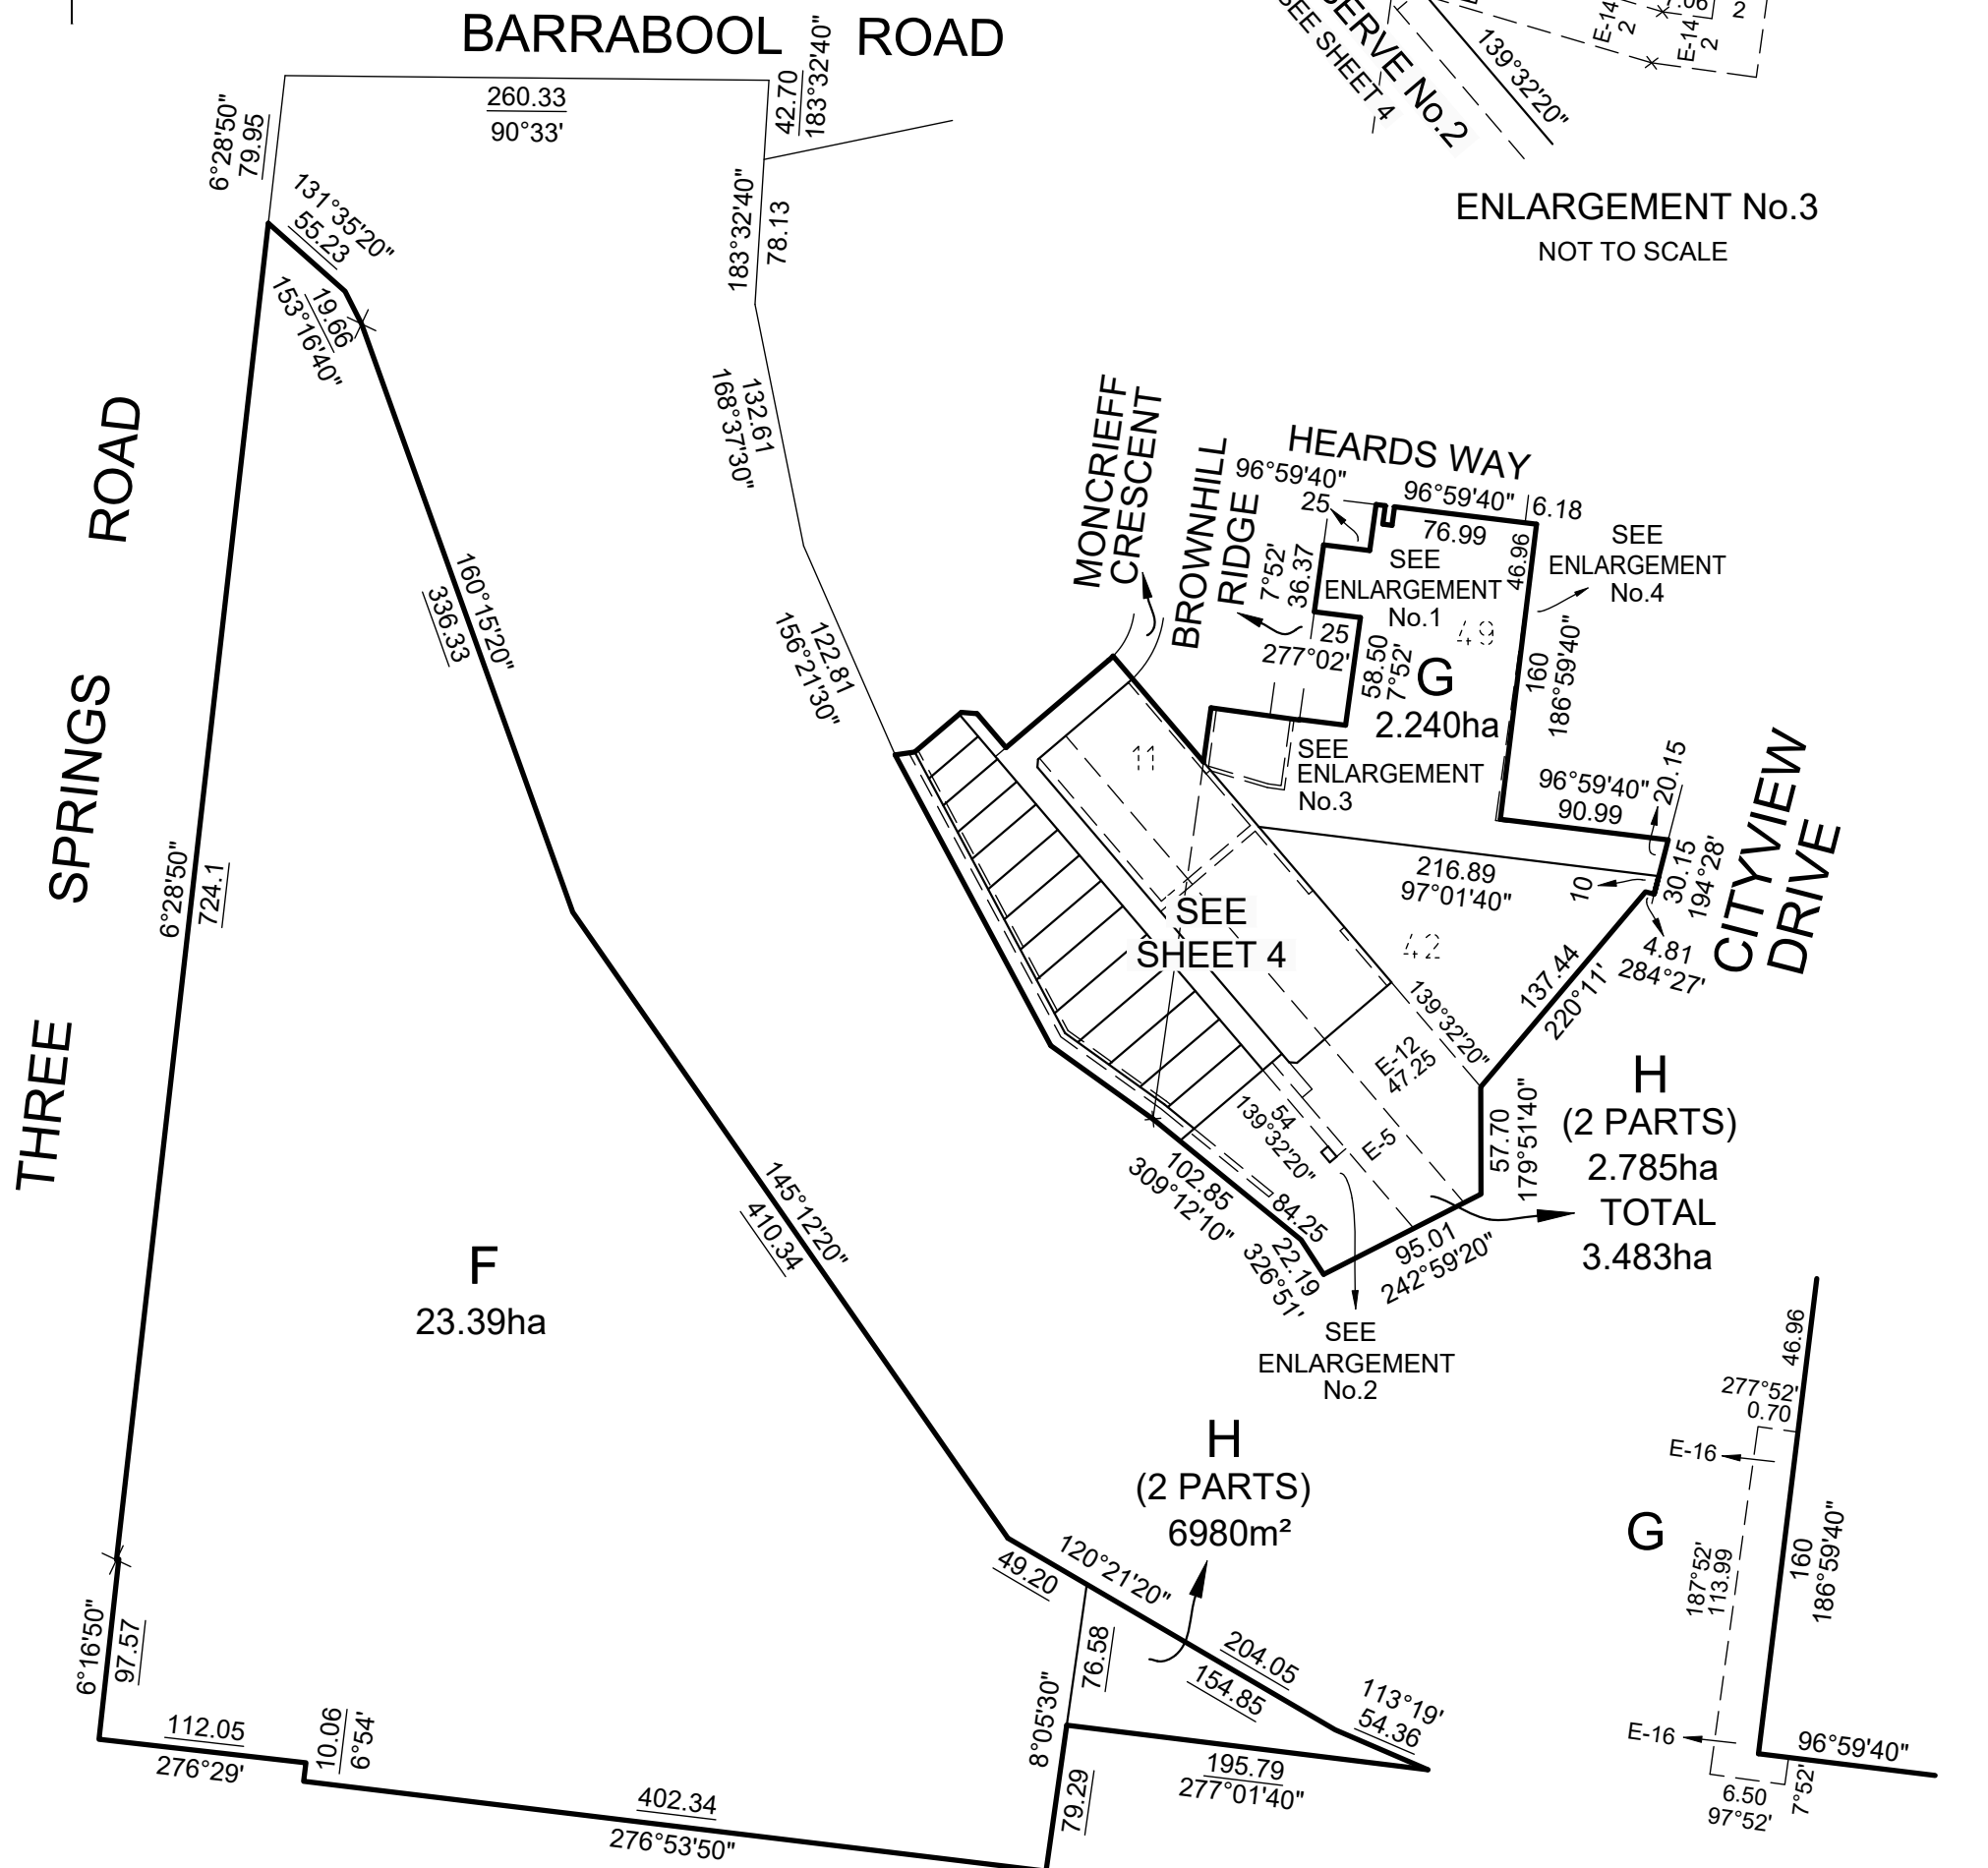 BARRABOOL ROAD
260.33
90°33'
42.70
183°32'40"
6°28'50"
79.95
131°35'20"
55.23
19.66
153°16'40"
183°32'40"
78.13
132.61
168°37'30"
122.81
156°21'30"
SERVE No.2
SEE SHEET 4
139°32'20"
E-14
2
E-14
2
7.06
2
ENLARGEMENT No.3
NOT TO SCALE
THREE SPRINGS ROAD
160°15'20"
336.33
6°28'50"
724.1
MONCRIEFF
CRESCENT
BROWNHILL
RIDGE
HEARDS WAY
96°59'40"
25
96°59'40"
76.99
6.18
46.96
7°52'
36.37
SEE
ENLARGEMENT
No.1
SEE
ENLARGEMENT
No.4
49
25
277°02'
58.50
7°52'
G
2.240ha
160
186°59'40"
11
SEE
ENLARGEMENT
No.3
96°59'40"
90.99
20.15
CITYVIEW
DRIVE
216.89
97°01'40"
10
30.15
194°28'
4.81
284°27'
SEE
SHEET 4
42
137.44
220°11'
139°32'20"
E-12
47.25
54
139°32'20"
E-5
57.70
179°51'40"
H
(2 PARTS)
2.785ha
TOTAL
3.483ha
102.85
309°12'10"
84.25
22.19
326°51'
95.01
242°59'20"
SEE
ENLARGEMENT
No.2
145°12'20"
410.34
F
23.39ha
H
(2 PARTS)
6980m²
120°21'20"
49.20
204.05
154.85
113°19'
54.36
76.58
8°05'30"
195.79
277°01'40"
79.29
6°16'50"
97.57
112.05
276°29'
10.06
6°54'
402.34
276°53'50"
46.96
277°52'
0.70
E-16
G
187°52'
113.99
160
186°59'40"
E-16
96°59'40"
6.50
97°52'
7°52'